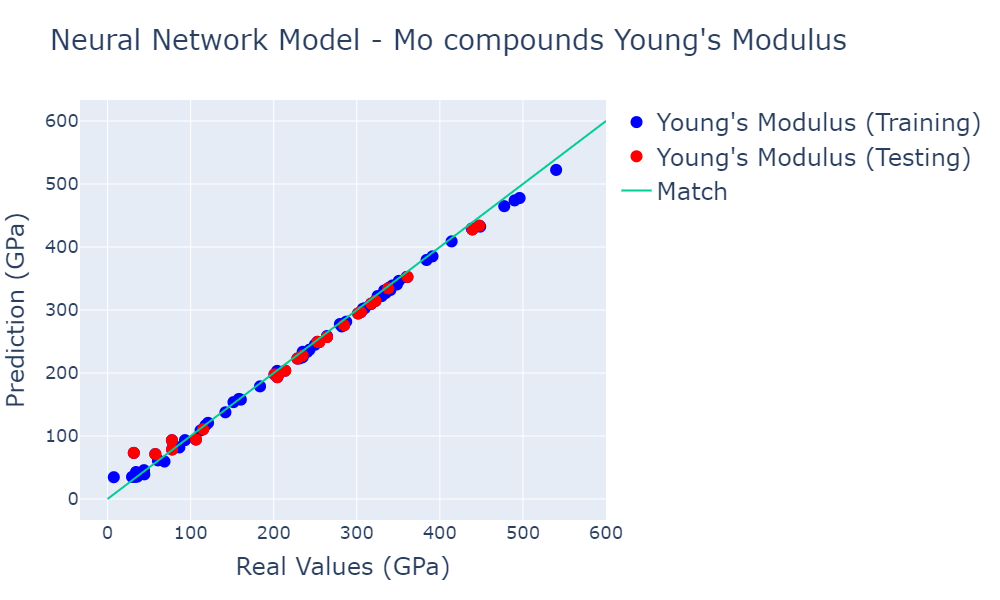 Neural Network Model - Mo compounds Young's Modulus
Young's Modulus (Training)
Young's Modulus (Testing)
Match
Prediction (GPa)
600
500
400
300
200
100
0
0 100 200 300 400 500 600
Real Values (GPa)